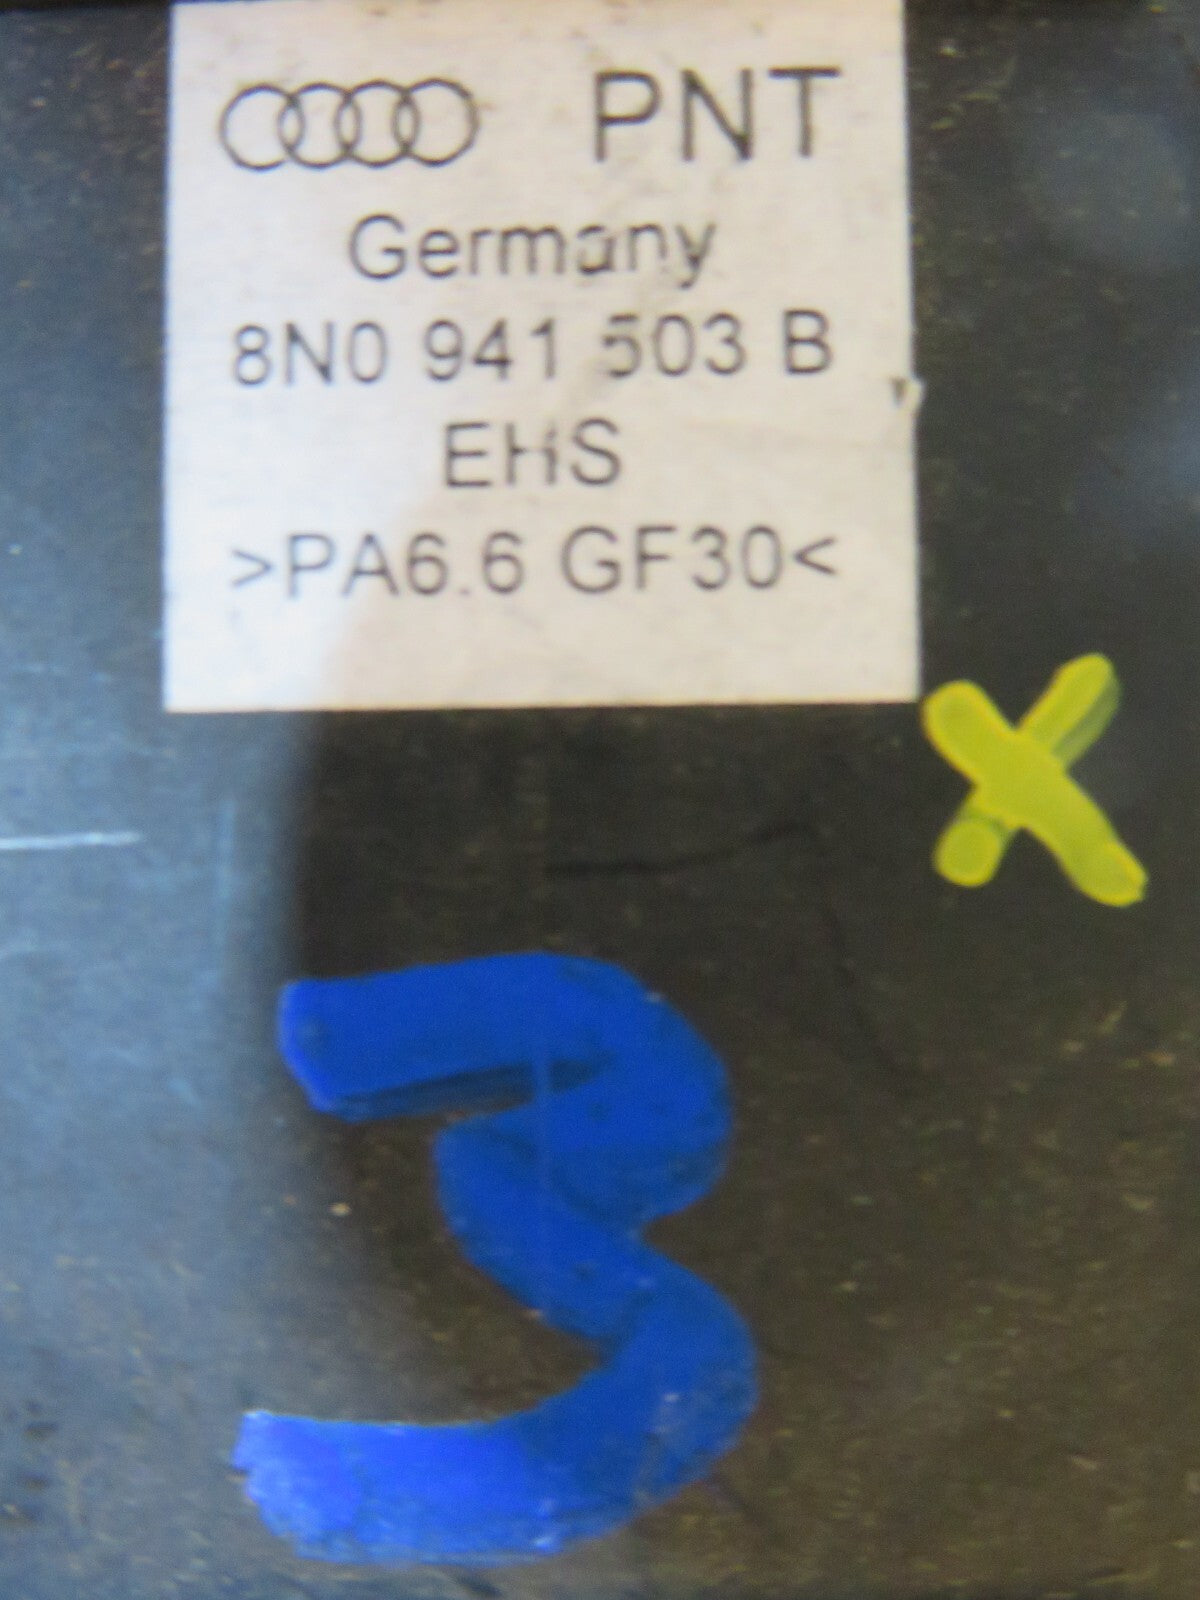 PNT
Germany
8N0 941 503 B
EHS
>PA6.6 GF30<
X
3